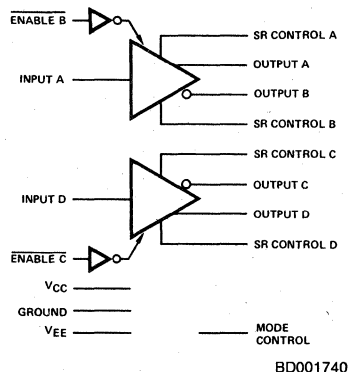 ENABLE B
SR CONTROL A
OUTPUT A
INPUT A
OUTPUT B
SR CONTROL B
SR CONTROL C
OUTPUT C
INPUT D
OUTPUT D
SR CONTROL D
ENABLE C
VCC
GROUND
VEE
MODE
CONTROL
BD001740